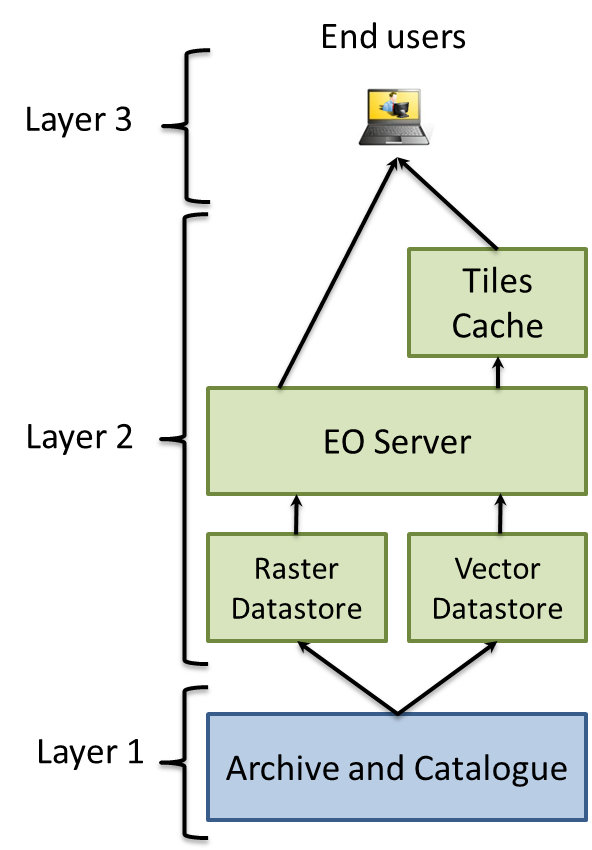 End users
Layer 3
Tiles
Cache
Layer 2
EO Server
Raster
Datastore
Vector
Datastore
Layer 1
Archive and Catalogue